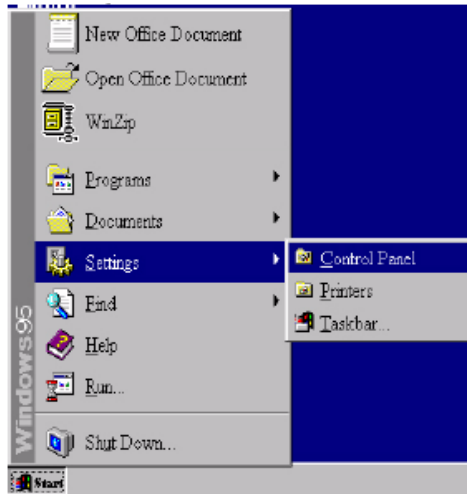 New Office Document
Open Office Document
WinZip
Programs
Documents
Settings
Find
Help
Run...
Shut Down...
Control Panel
Printers
Taskbar...
Windows95
Start